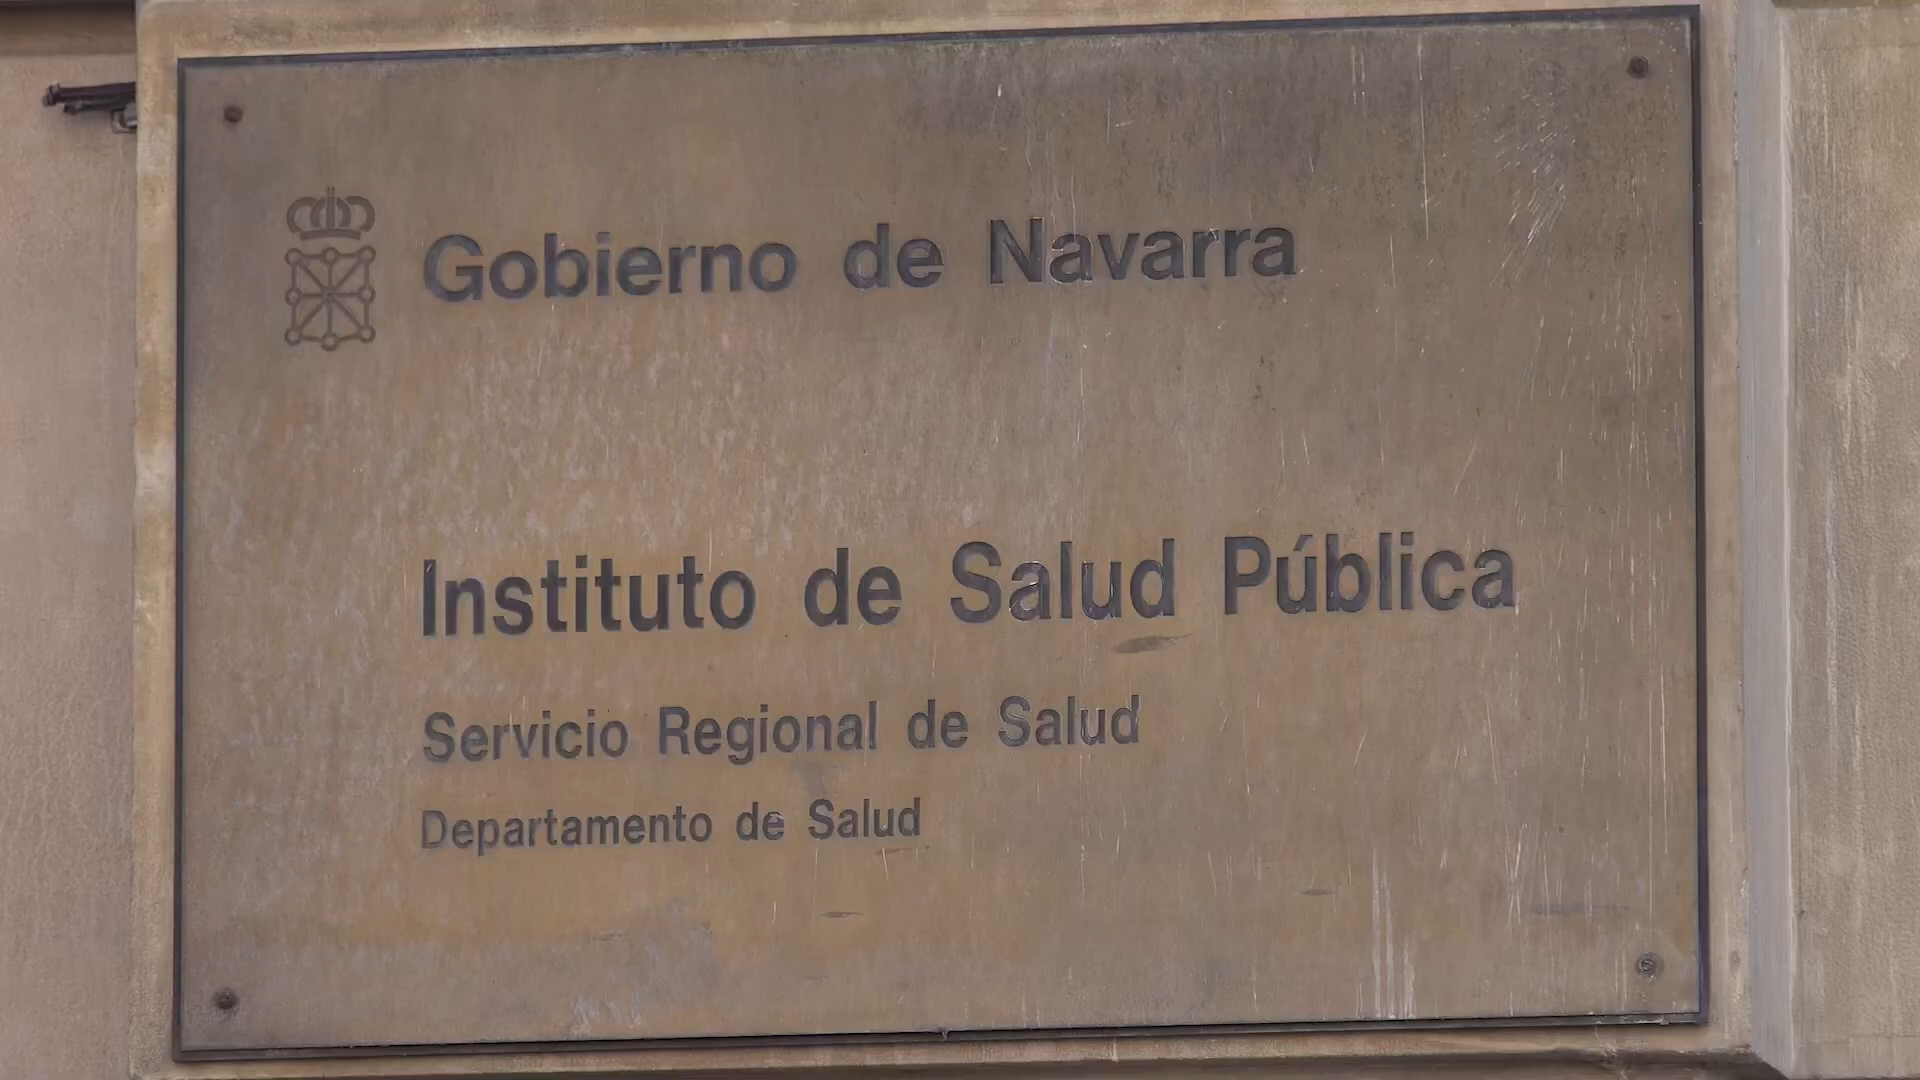 Gobierno de Navarra
Instituto de Salud Pública
Servicio Regional de Salud
Departamento de Salud